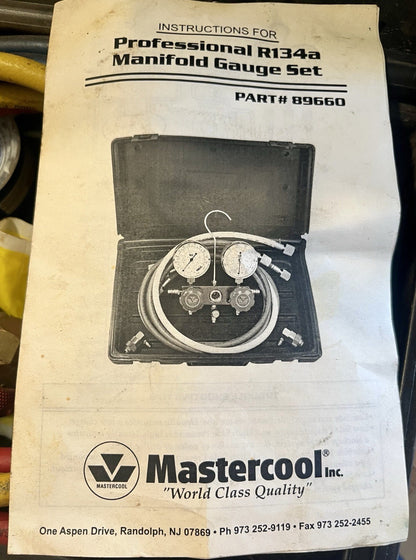 INSTRUCTIONS FOR
Professional R134a
Manifold Gauge Set
PART# 89660
MASTERCOOL
Mastercool® Inc.
"World Class Quality"
One Aspen Drive, Randolph, NJ 07869 • Ph 973 252-9119 • Fax 973 252-2455